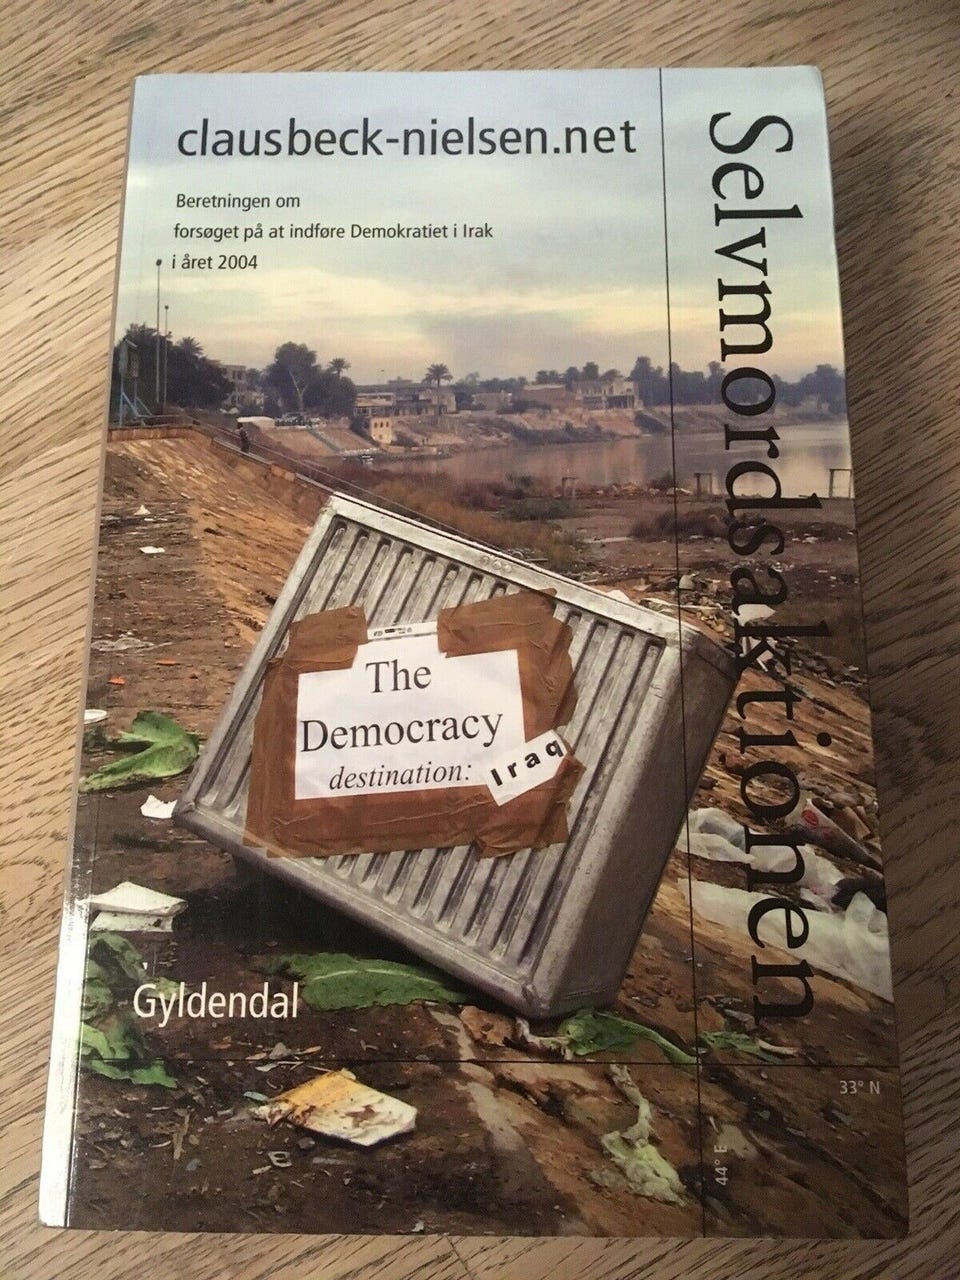 clausbeck-nielsen.net
Beretningen om
forsøget på at indføre Demokratiet i Irak
i året 2004
Selvmordsaktionen
The
Democracy
destination: Iraq
Gyldendal
33° N
44° E